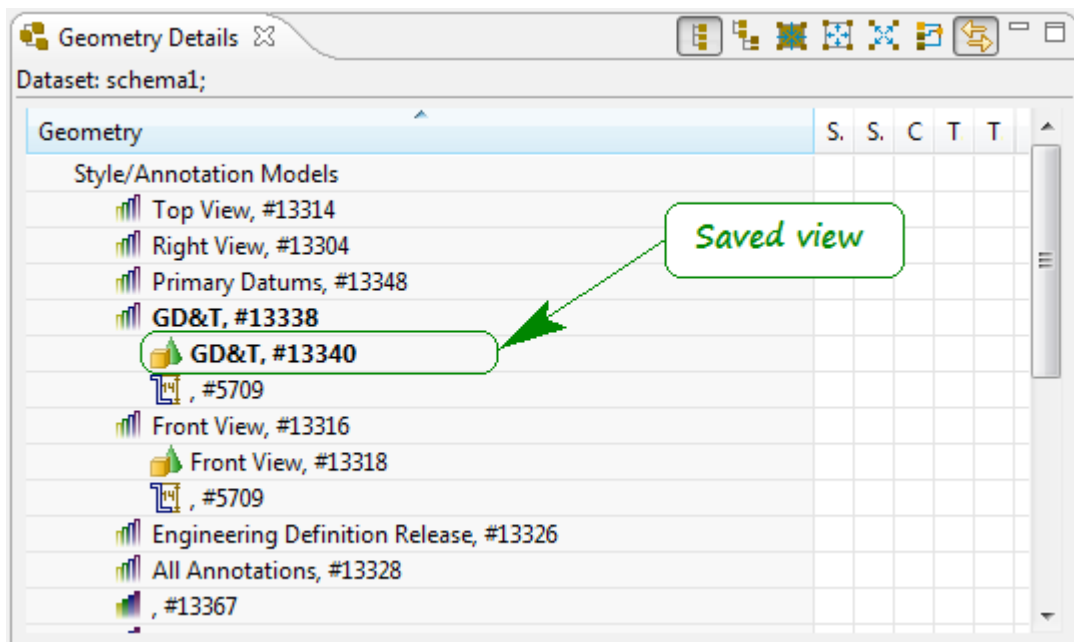 Geometry Details
Dataset: schema1;
Geometry S. S. C T T
Style/Annotation Models
Top View, #13314
Right View, #13304
Saved view
Primary Datums, #13348
GD&T, #13338
GD&T, #13340
, #5709
Front View, #13316
Front View, #13318
, #5709
Engineering Definition Release, #13326
All Annotations, #13328
, #13367